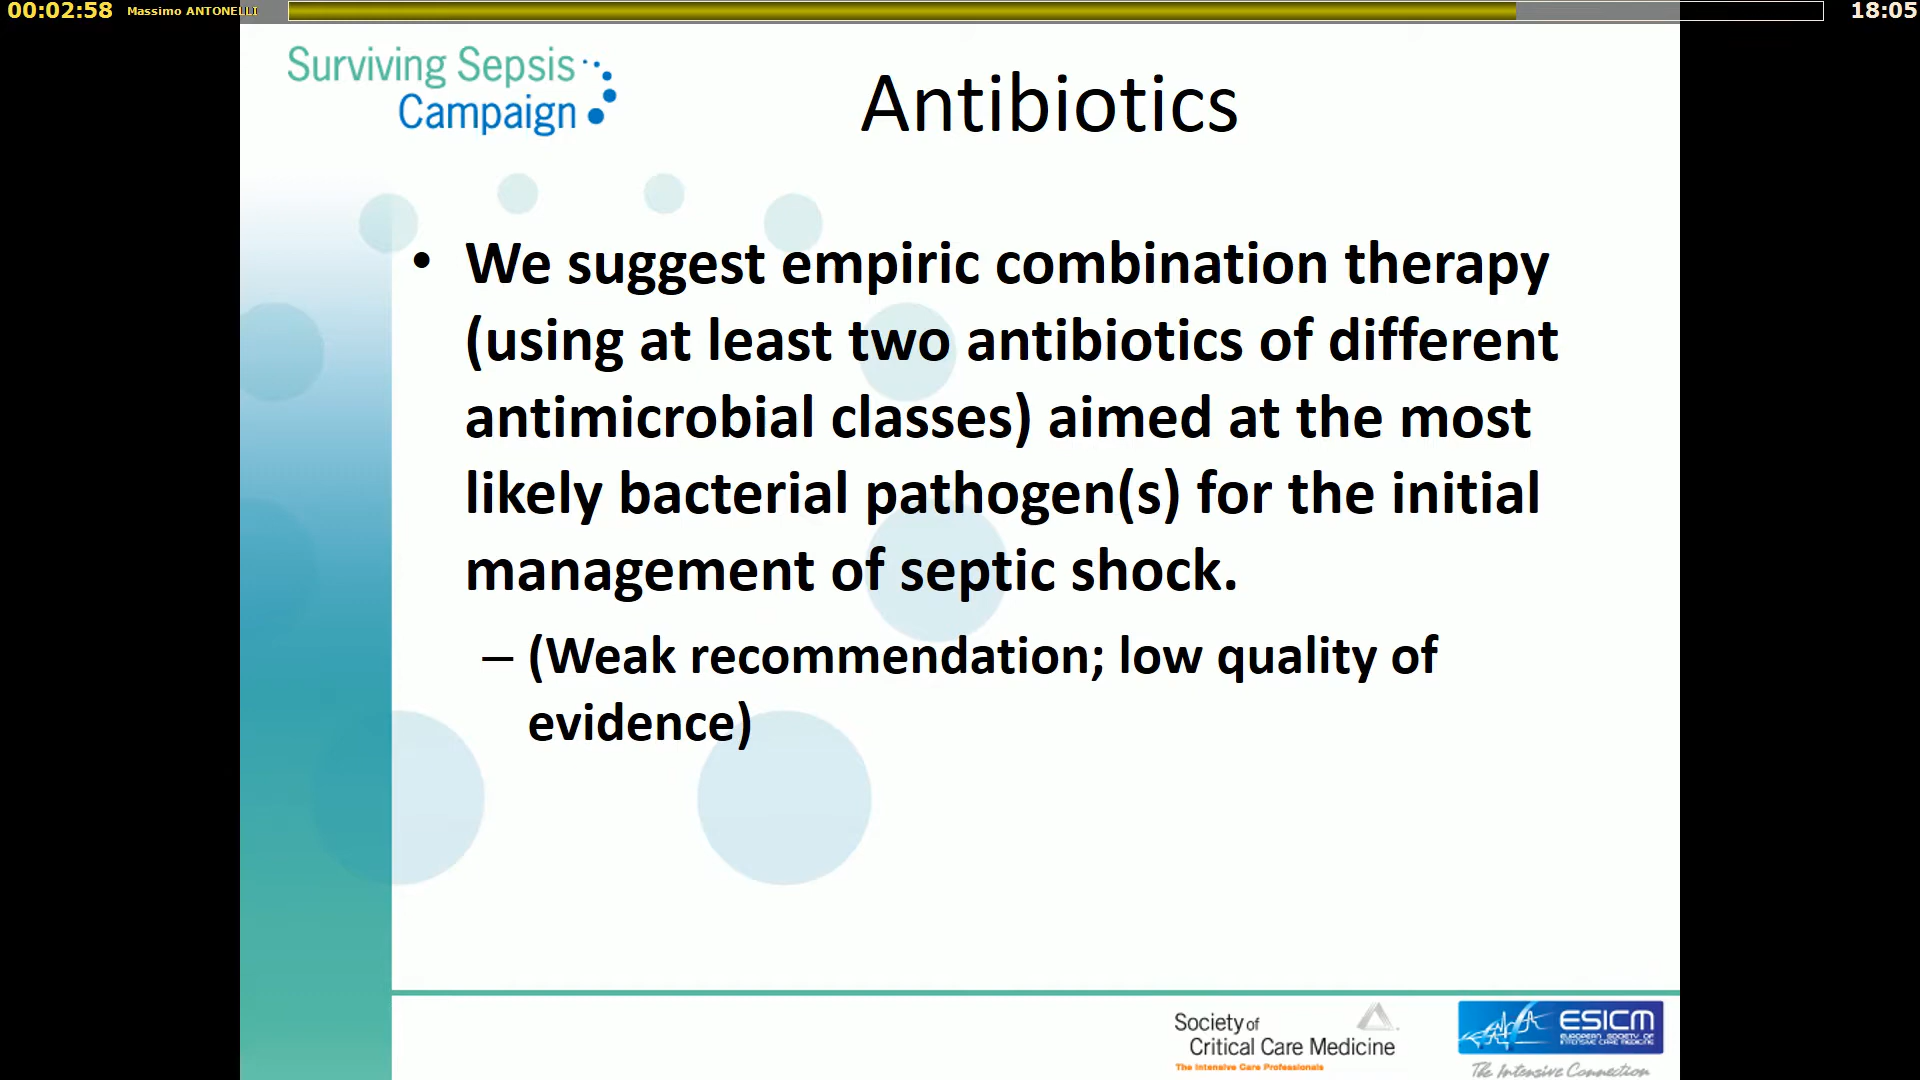 00:02:58 Massimo ANTONELLI 18:05
Surviving Sepsis
Campaign
Antibiotics
• We suggest empiric combination therapy
(using at least two antibiotics of different
antimicrobial classes) aimed at the most
likely bacterial pathogen(s) for the initial
management of septic shock.
– (Weak recommendation; low quality of
evidence)
Society of
Critical Care Medicine
The Intensive Care Professionals
ESICM
EUROPEAN SOCIETY OF
INTENSIVE CARE MEDICINE
The Intensive Connection